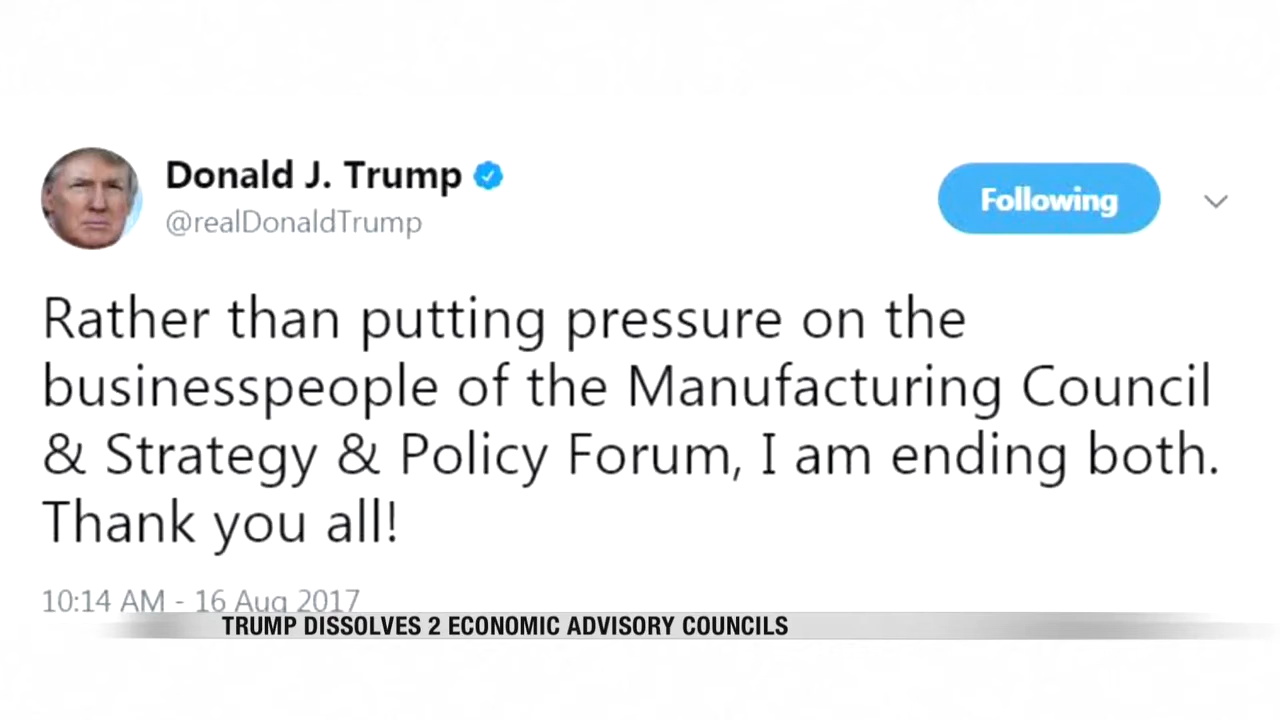 Donald J. Trump
@realDonaldTrump
Following
Rather than putting pressure on the
businesspeople of the Manufacturing Council
& Strategy & Policy Forum, I am ending both.
Thank you all!
10:14 AM - 16 Aug 2017
TRUMP DISSOLVES 2 ECONOMIC ADVISORY COUNCILS